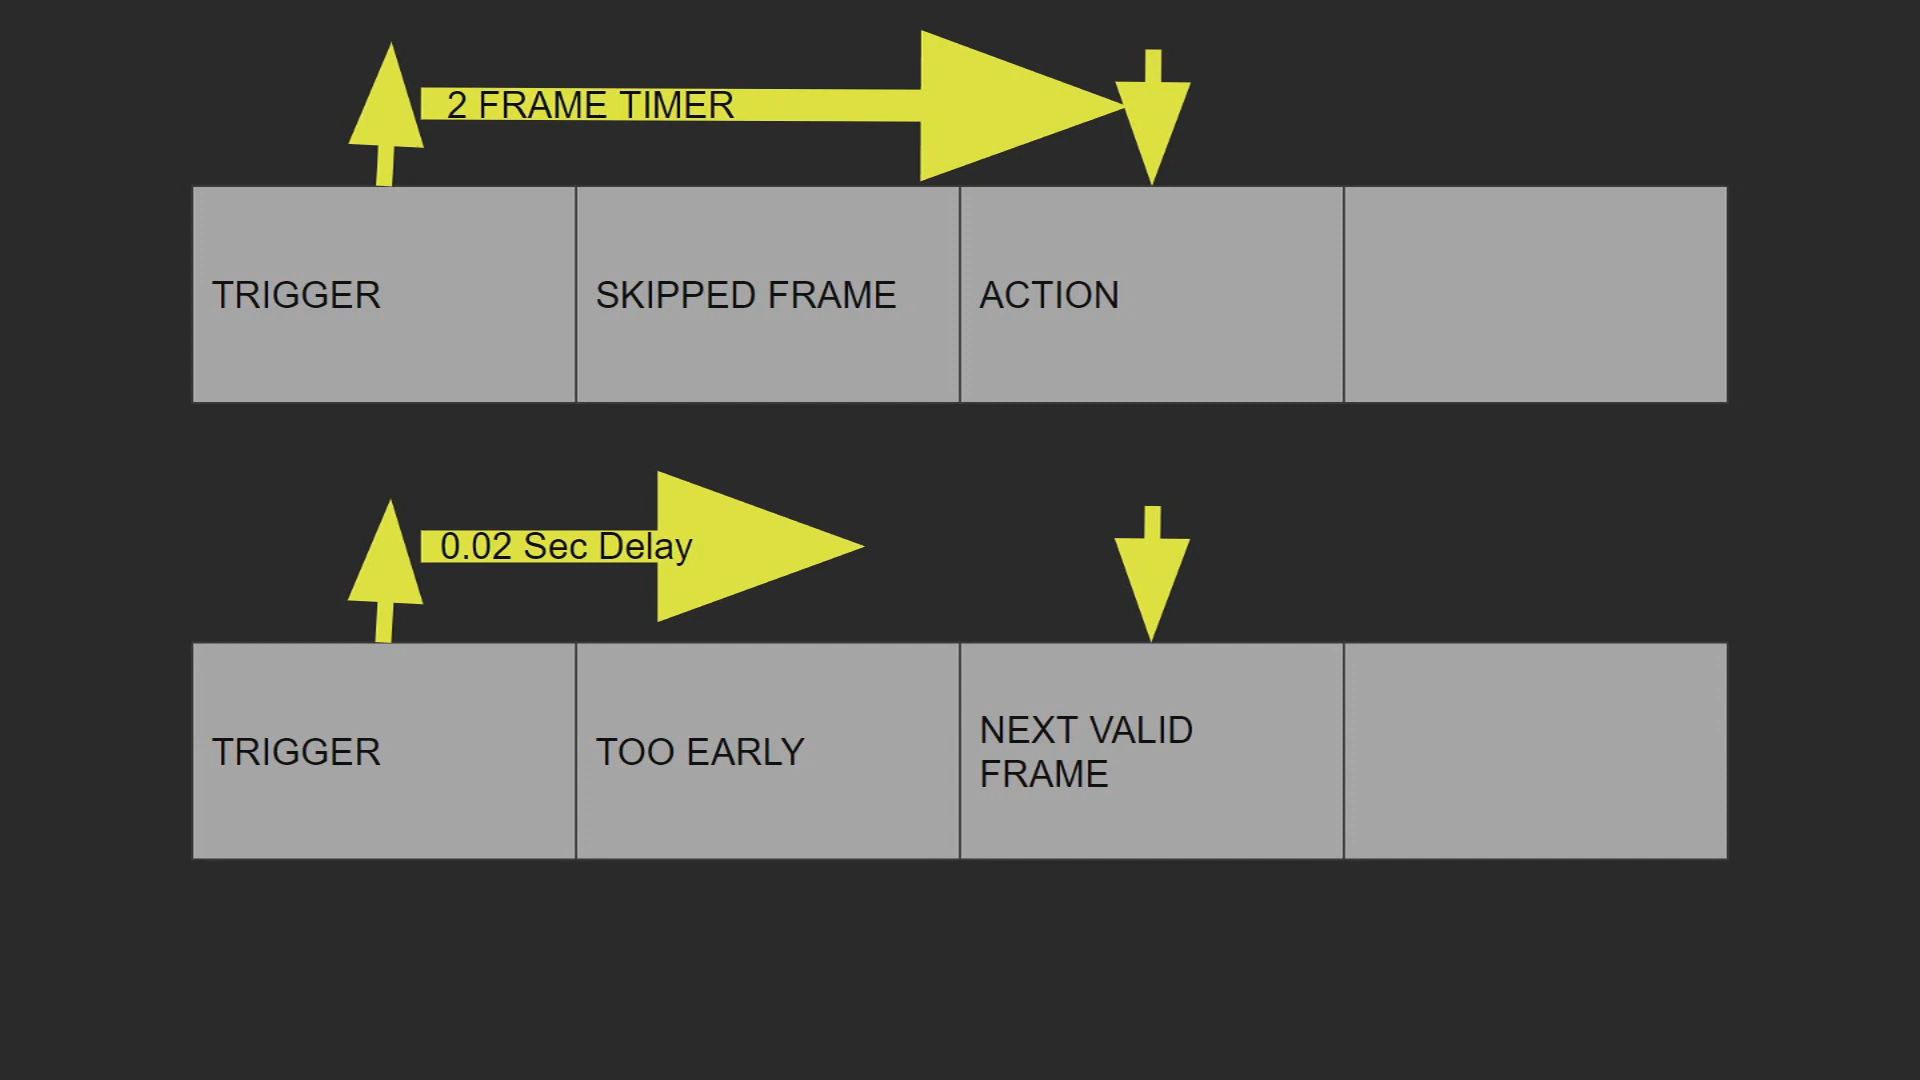 2 FRAME TIMER
TRIGGER
SKIPPED FRAME
ACTION
0.02 Sec Delay
TRIGGER
TOO EARLY
NEXT VALID
FRAME